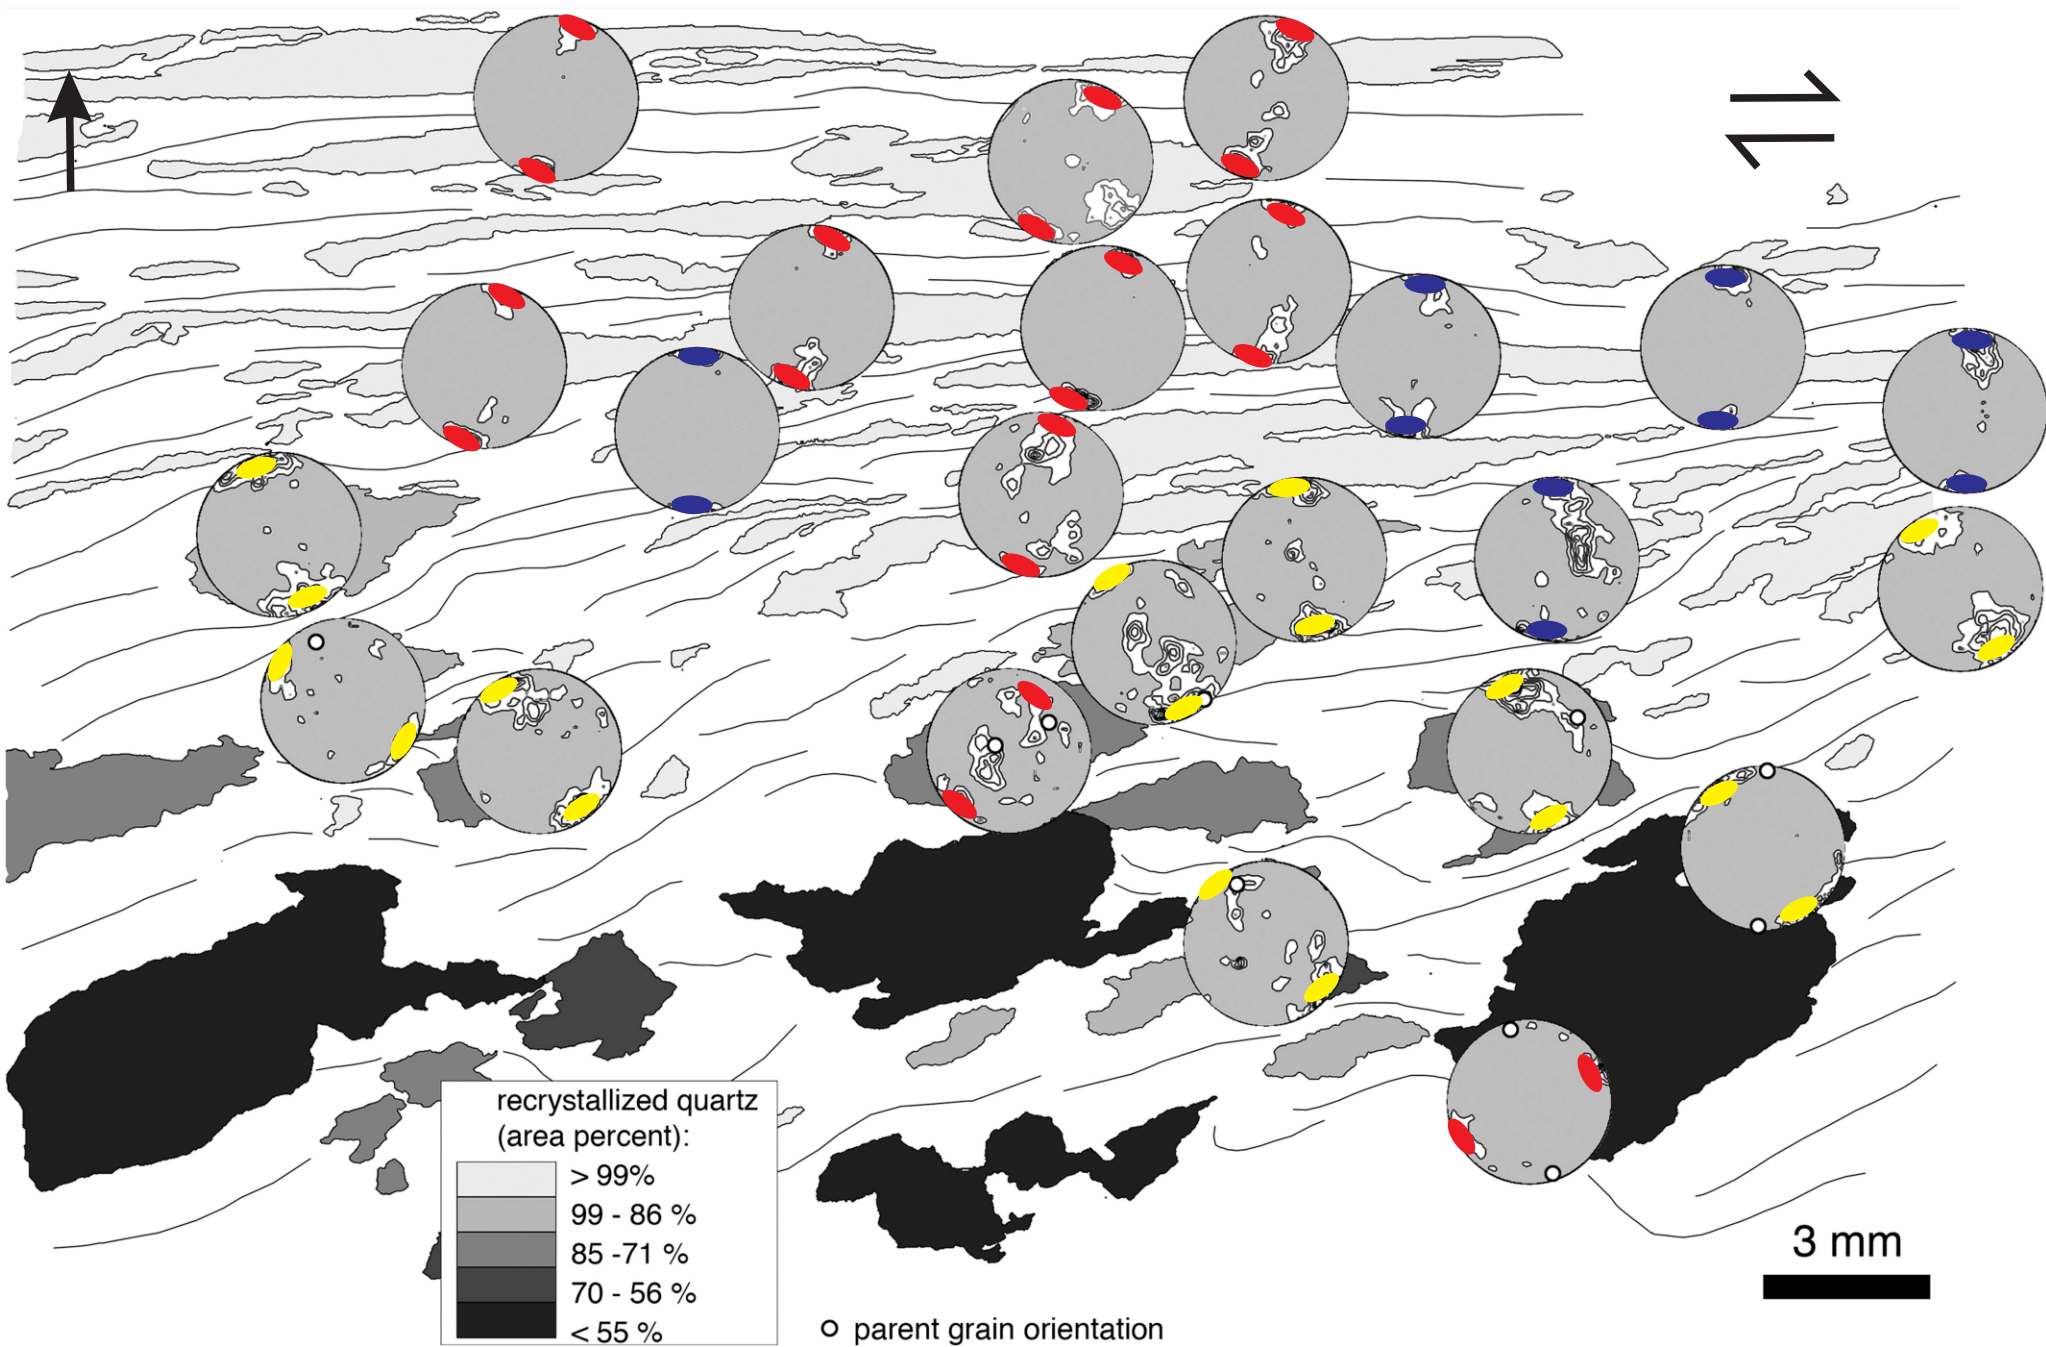 recrystallized quartz
(area percent):
> 99%
99 - 86 %
85 -71 %
70 - 56 %
< 55 %
parent grain orientation
3 mm